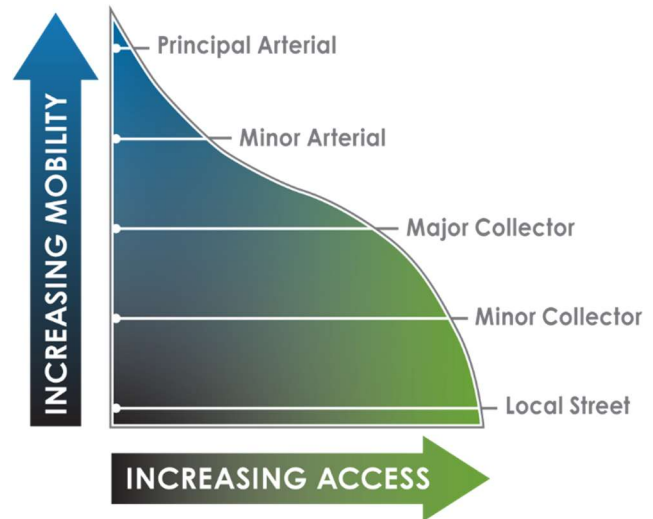 Principal Arterial
Minor Arterial
Major Collector
Minor Collector
Local Street
INCREASING MOBILITY
INCREASING ACCESS